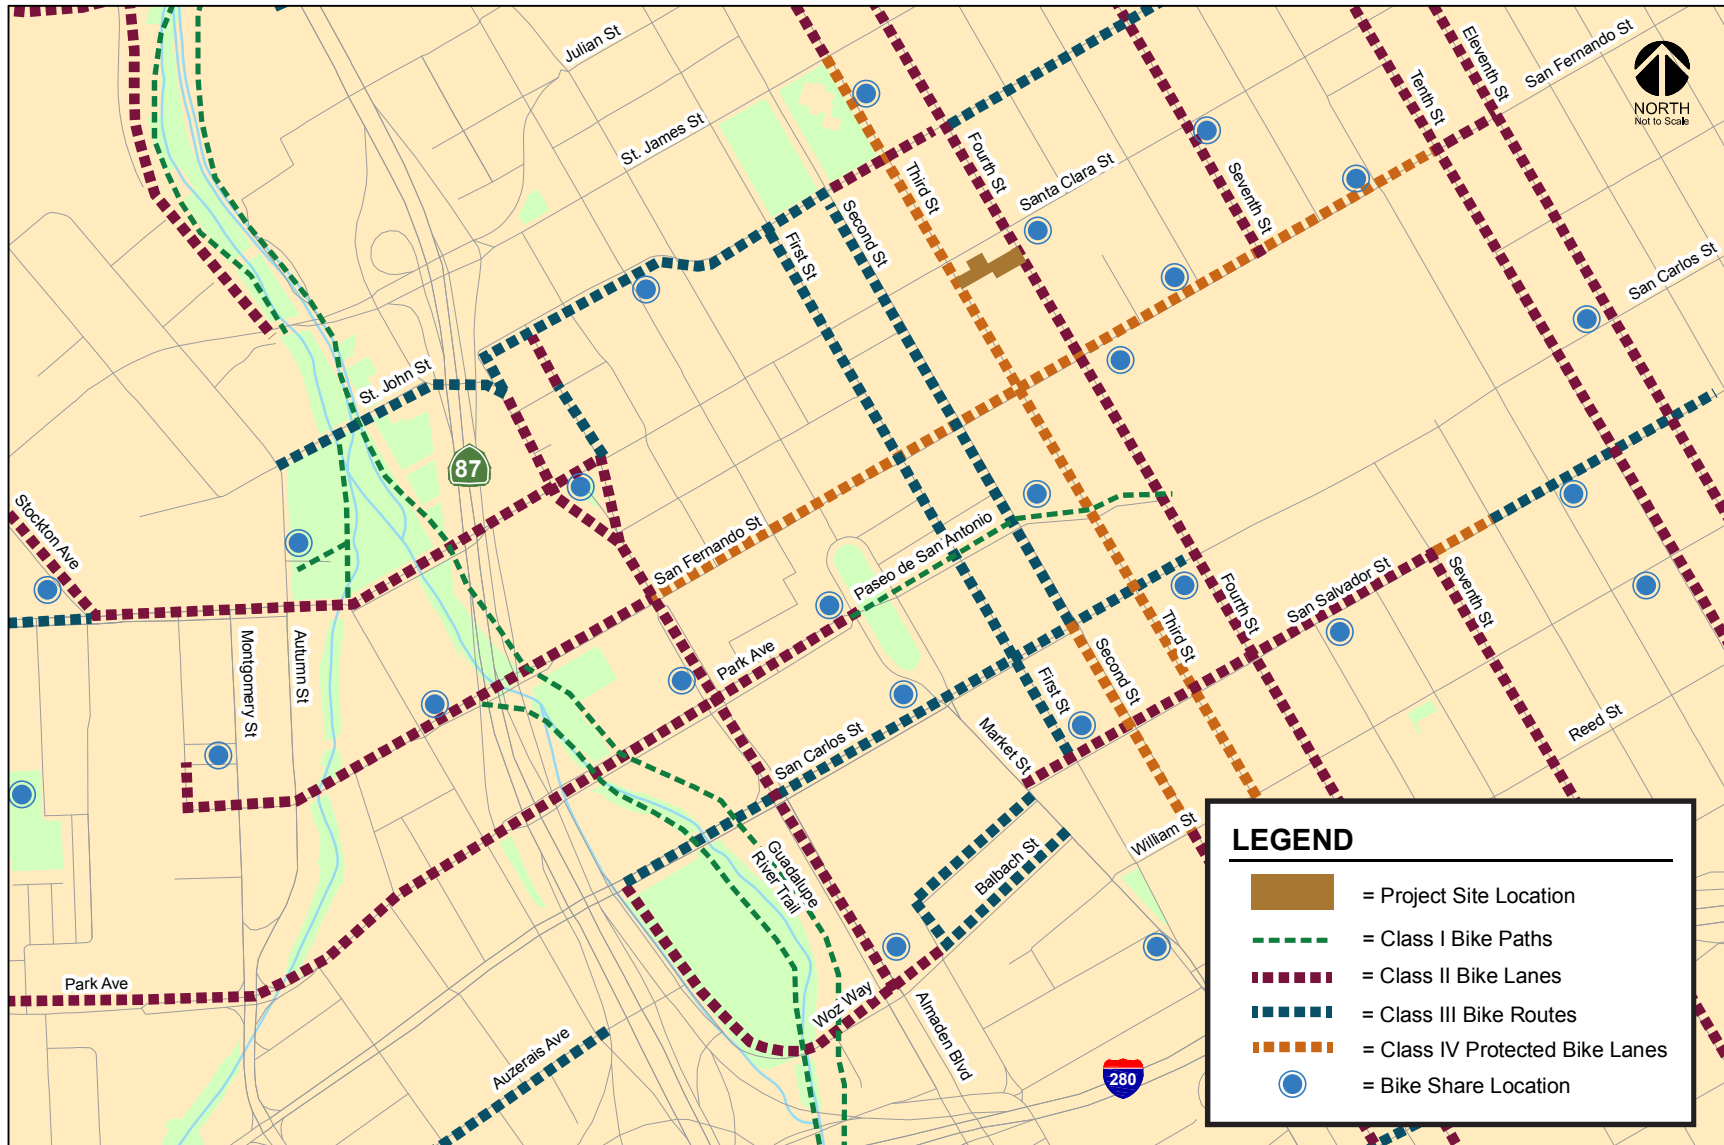 Julian St
St. James St
San Fernando St
Eleventh St
Tenth St
NORTH
Not to Scale
Fourth St
Third St
Santa Clara St
Seventh St
Second St
First St
San Carlos St
St. John St
87
Stockton Ave
San Fernando St
Paseo de San Antonio
Montgomery St
Autumn St
Park Ave
San Salvador St
Seventh St
Fourth St
Third St
Second St
First St
San Carlos St
Market St
Reed St
William St
Balbach St
Guadalupe
River Trail
Park Ave
Woz Way
Almaden Blvd
Auzerais Ave
280
LEGEND
= Project Site Location
= Class I Bike Paths
= Class II Bike Lanes
= Class III Bike Routes
= Class IV Protected Bike Lanes
= Bike Share Location